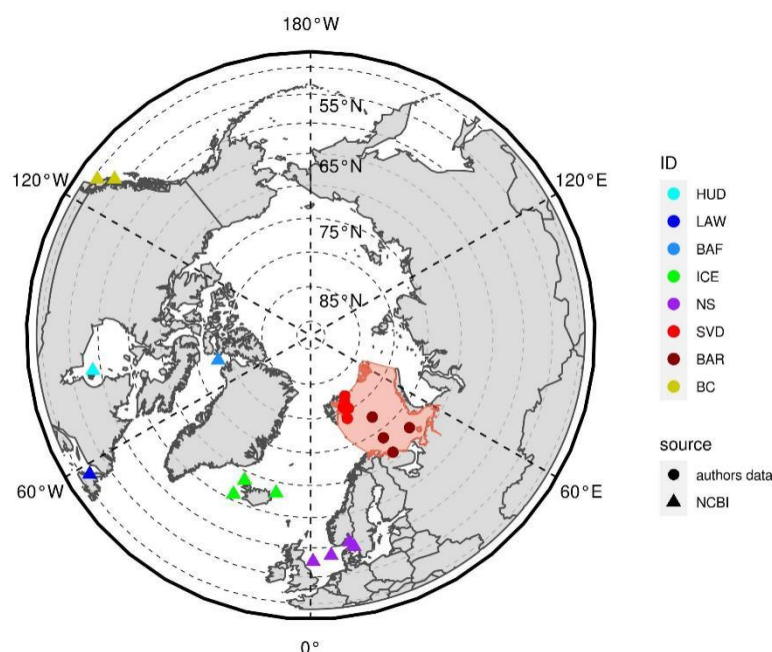 180°W
55°N
65°N
75°N
85°N
120°W
120°E
60°W
60°E
0°
ID
HUD
LAW
BAF
ICE
NS
SVD
BAR
BC
source
authors data
NCBI